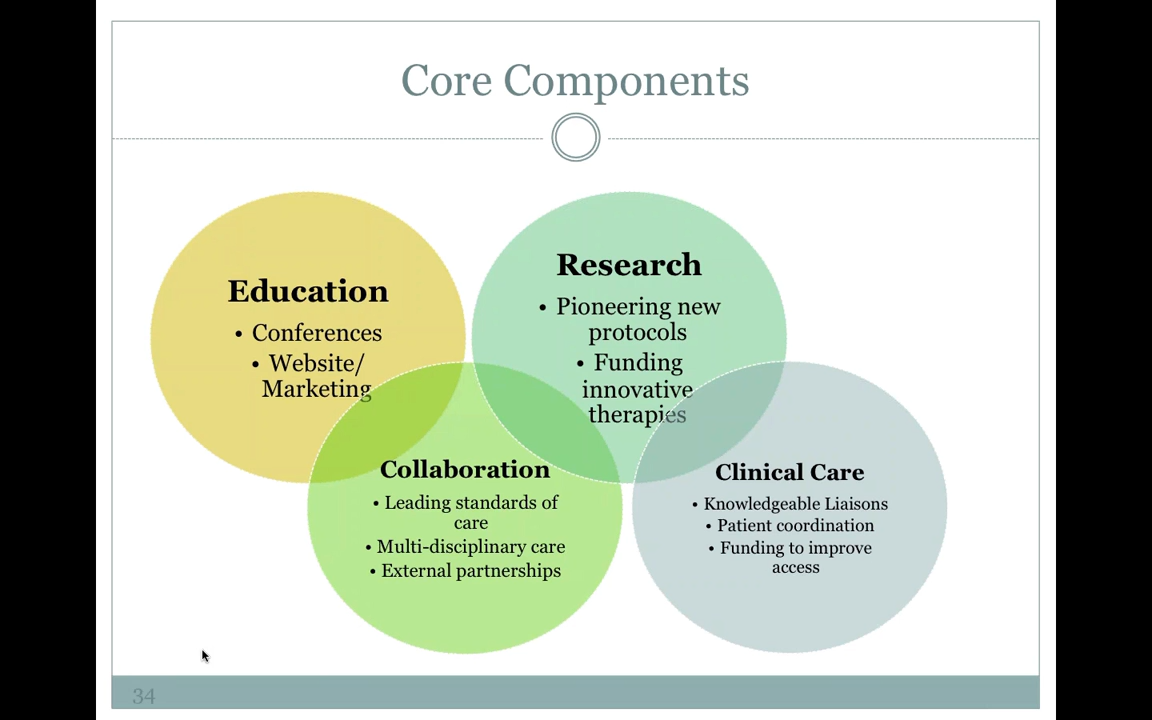 Core Components
Education
• Conferences
• Website/
Marketing
Research
• Pioneering new
protocols
• Funding
innovative
therapies
Collaboration
• Leading standards of
care
• Multi-disciplinary care
• External partnerships
Clinical Care
• Knowledgeable Liaisons
• Patient coordination
• Funding to improve
access
34